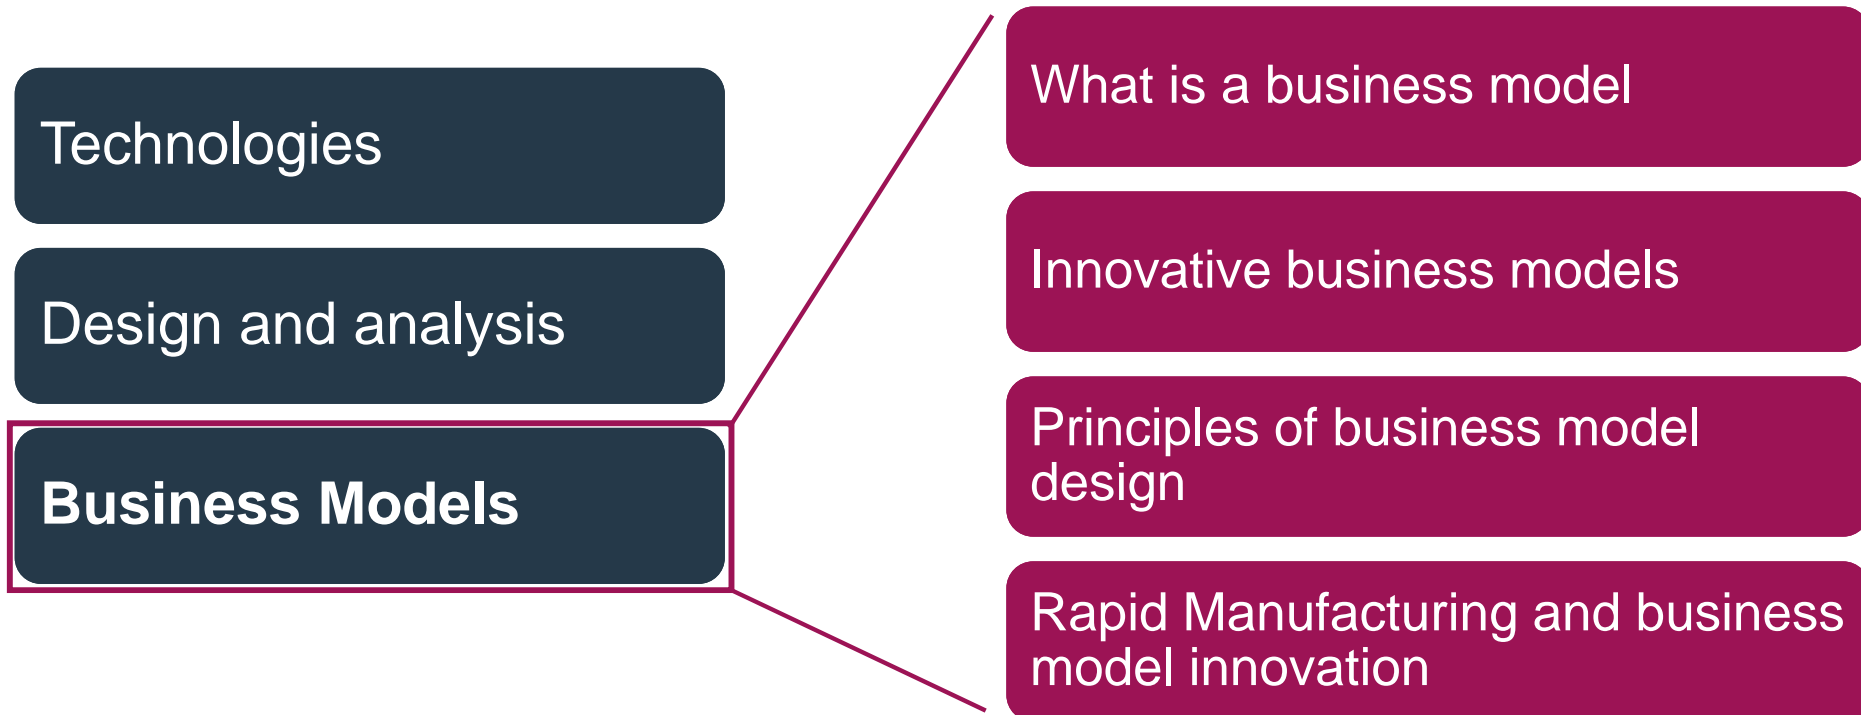 Technologies
Design and analysis
Business Models
What is a business model
Innovative business models
Principles of business model
design
Rapid Manufacturing and business
model innovation